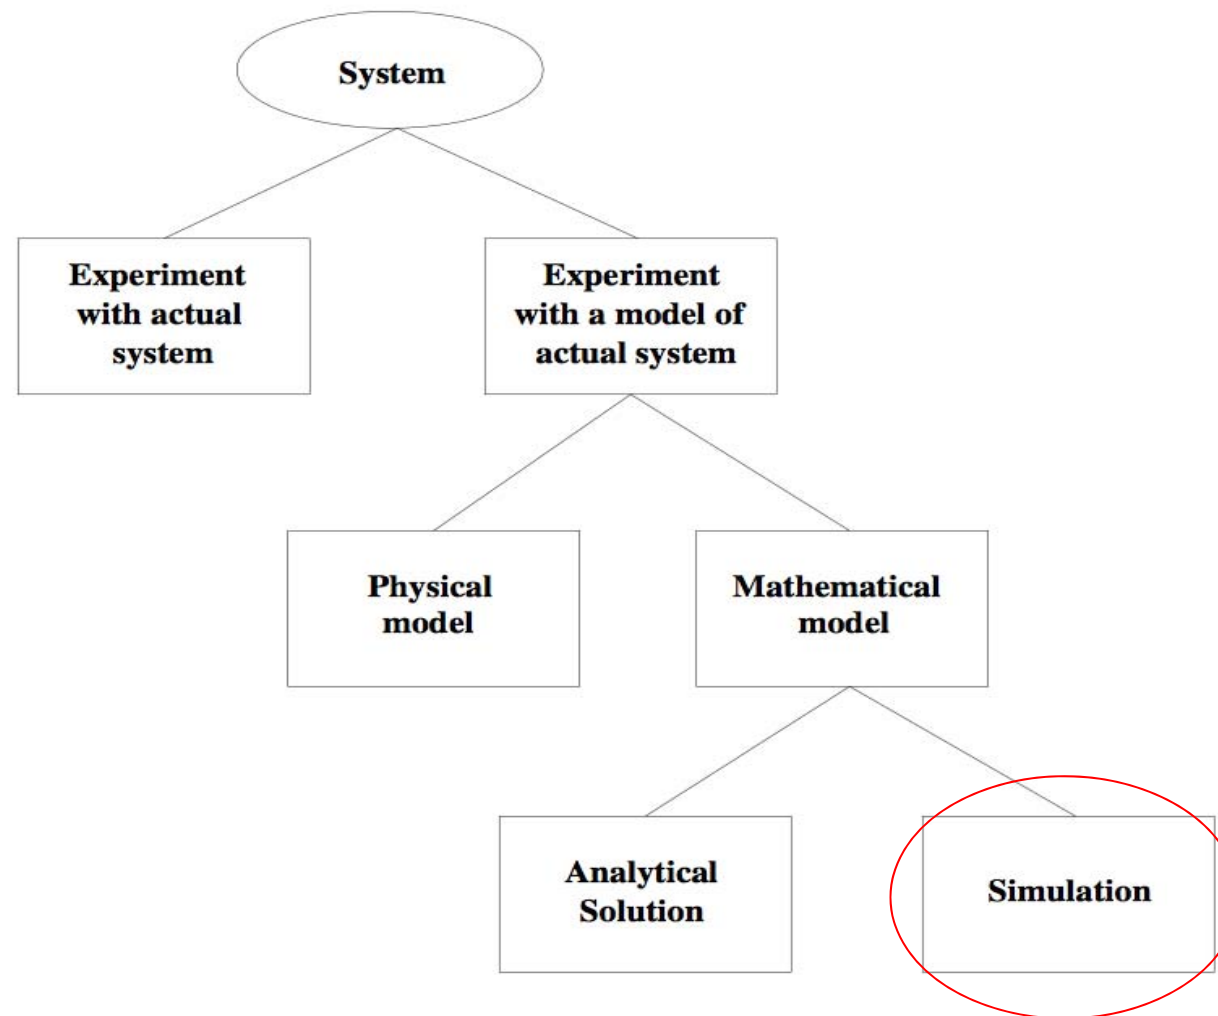 System
Experiment
with actual
system
Experiment
with a model of
actual system
Physical
model
Mathematical
model
Analytical
Solution
Simulation